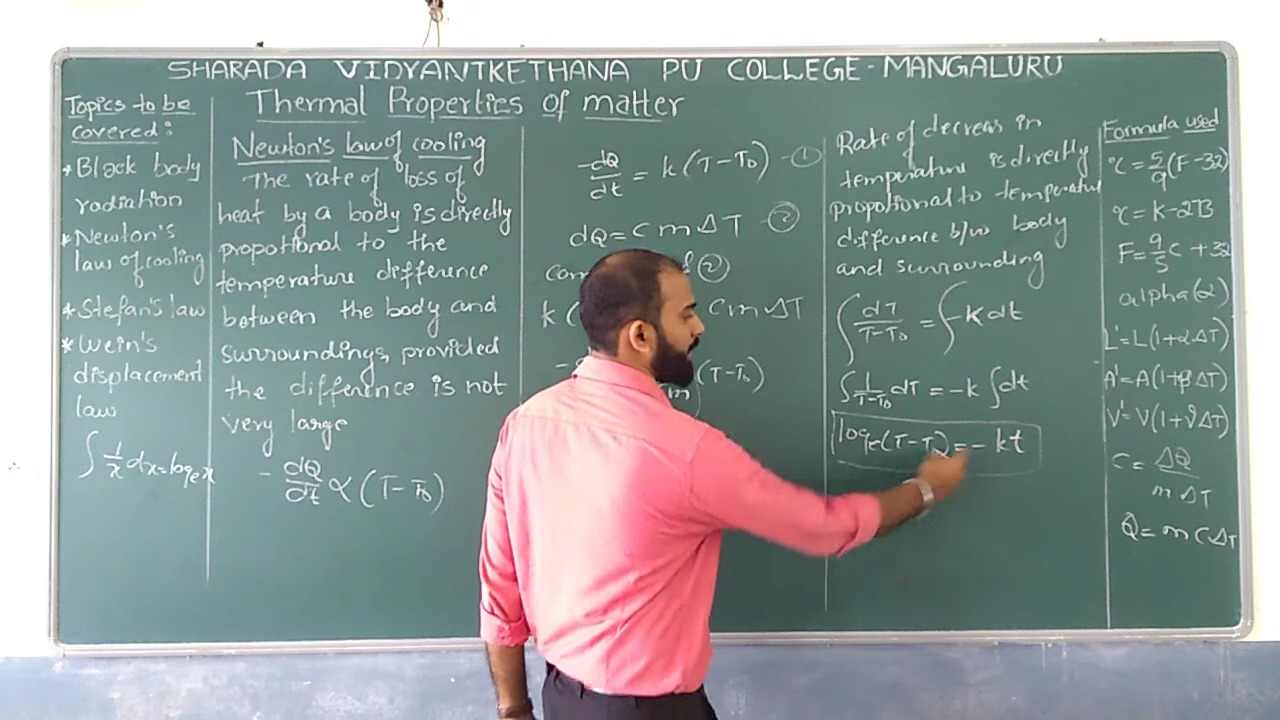 SHARADA VIDYANIKETHANA PU COLLEGE - MANGALURU
Thermal Properties of matter
Topics to be
covered:
* Black body
radiation
* Newton's
law of cooling
* Stefan's law
* Wein's
displacement
law
∫ 1/x dx = logₑx
Newton's law of cooling
The rate of loss of
heat by a body is directly
propotional to the
temperature difference
between the body and
surroundings, provided
the difference is not
very large
-dQ/dt ∝ (T-T₀)
-dQ/dt = k(T-T₀) - ①
dQ = c m ΔT - ②
②
k ( cmΔT
(T-T₀)
Rate of decreas in
temperature is directly
proportional to temperatur
difference b/w body
and surrounding
∫ dT/T-T₀ = ∫ -K dt
∫ 1/T-T₀ dT = -k ∫ dt
logₑ(T-T₀) = - kt
Formula used
°C = 5/9 (F-32)
°C = K-273
F = 9/5 C + 32
alpha(α)
L' = L(1+αΔT)
A' = A(1+βΔT)
V' = V(1+γΔT)
C = ΔQ/mΔT
Q = m C ΔT